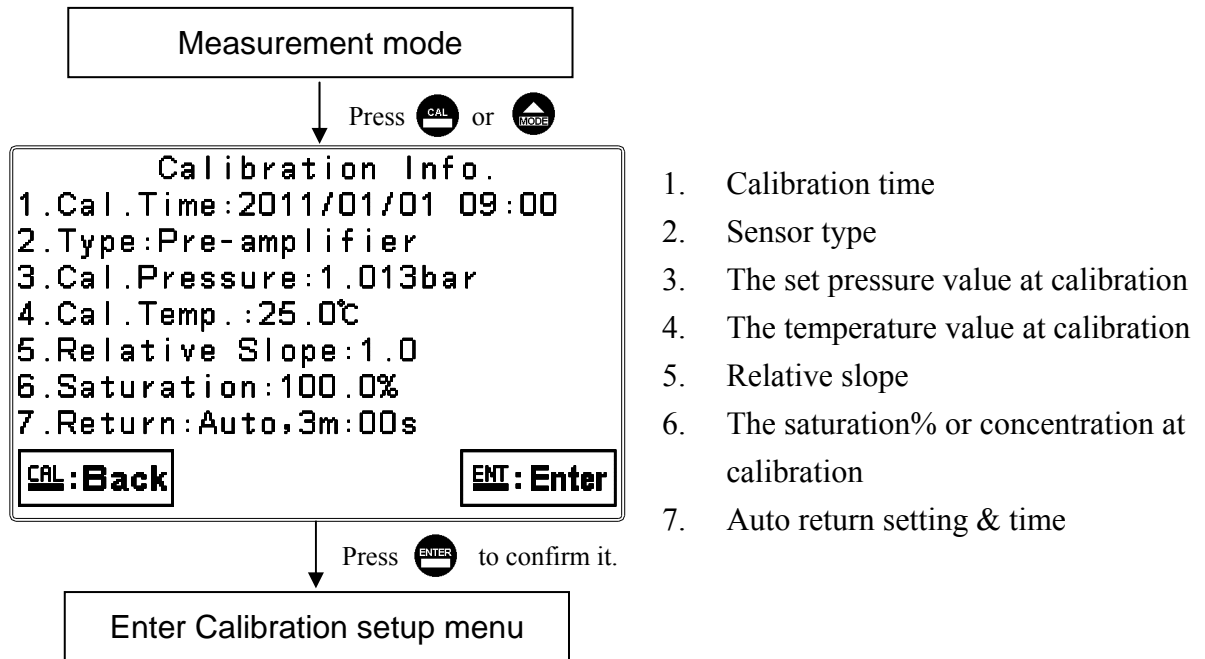 Measurement mode
Press CAL or MODE
Calibration Info.
1.Cal.Time:2011/01/01 09:00
2.Type:Pre-amplifier
3.Cal.Pressure:1.013bar
4.Cal.Temp.:25.0℃
5.Relative Slope:1.0
6.Saturation:100.0%
7.Return:Auto,3m:00s
CAL:Back
ENT:Enter
1. Calibration time
2. Sensor type
3. The set pressure value at calibration
4. The temperature value at calibration
5. Relative slope
6. The saturation% or concentration at
calibration
7. Auto return setting & time
Press ENTER to confirm it.
Enter Calibration setup menu